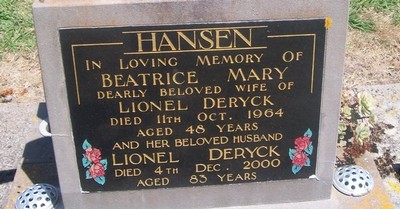 HANSEN
IN LOVING MEMORY OF
BEATRICE MARY
DEARLY BELOVED WIFE OF
LIONEL DERYCK
DIED 11TH OCT. 1964
AGED 48 YEARS
AND HER BELOVED HUSBAND
LIONEL DERYCK
DIED 4TH DEC. 2000
AGED 83 YEARS